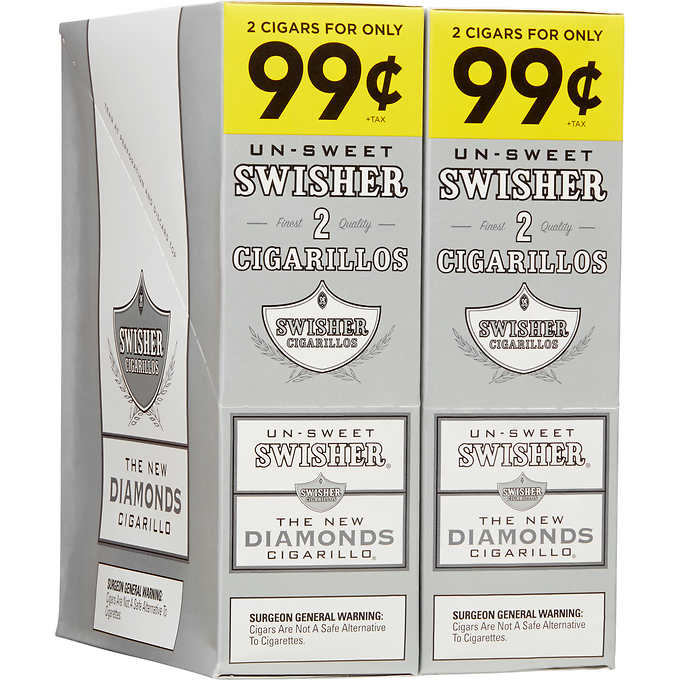 2 CIGARS FOR ONLY
99¢
+TAX
UN-SWEET
SWISHER
Finest 2 Quality
CIGARILLOS
SWISHER
CIGARILLOS
UN-SWEET
SWISHER®
SWISHER
CIGARILLOS
THE NEW
DIAMONDS
CIGARILLO®
SURGEON GENERAL WARNING:
Cigars Are Not A Safe Alternative
To Cigarettes.
2 CIGARS FOR ONLY
99¢
+TAX
UN-SWEET
SWISHER
Finest 2 Quality
CIGARILLOS
SWISHER
CIGARILLOS
UN-SWEET
SWISHER®
SWISHER
CIGARILLOS
THE NEW
DIAMONDS
CIGARILLO®
SURGEON GENERAL WARNING:
Cigars Are Not A Safe Alternative
To Cigarettes.
SWISHER
CIGARILLOS
THE NEW
DIAMONDS
CIGARILLO
SURGEON GENERAL WARNING:
Cigars Are Not A Safe Alternative To
Cigarettes.